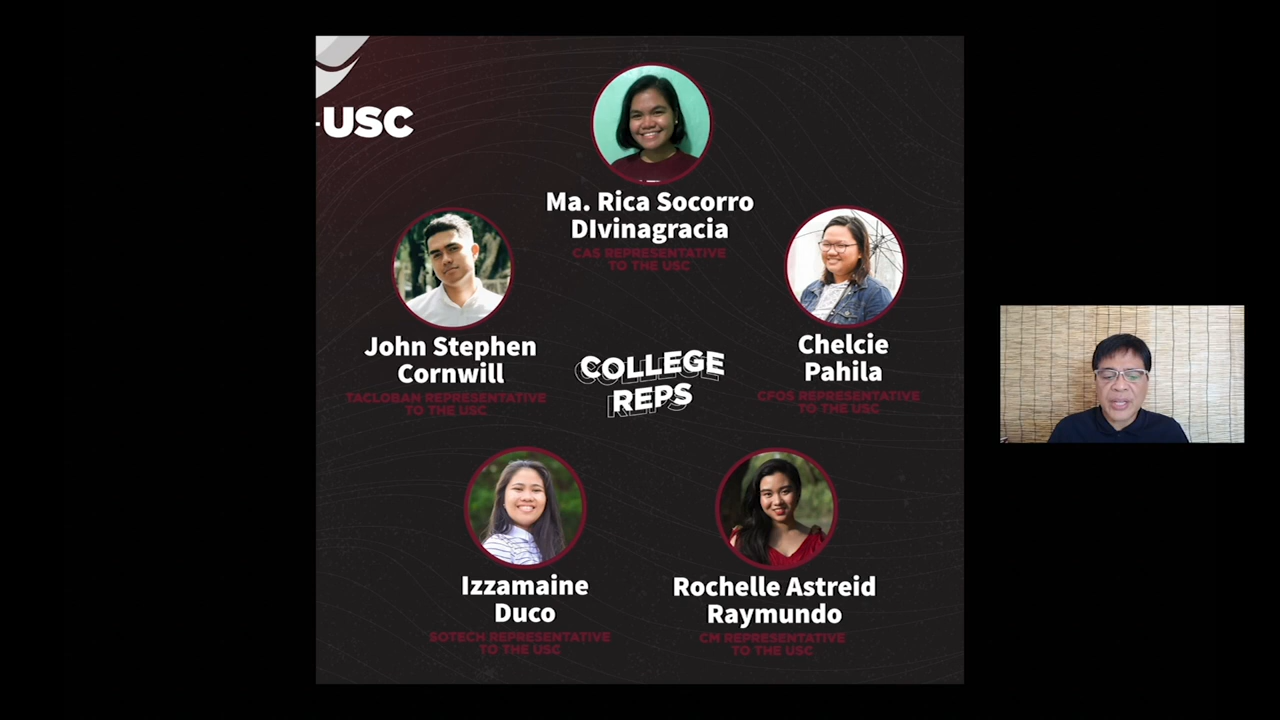 -USC
Ma. Rica Socorro
DIvinagracia
CAS REPRESENTATIVE
TO THE USC
John Stephen
Cornwill
TACLOBAN REPRESENTATIVE
TO THE USC
Chelcie
Pahila
CFOS REPRESENTATIVE
TO THE USC
COLLEGE
REPS
Izzamaine
Duco
SOTECH REPRESENTATIVE
TO THE USC
Rochelle Astreid
Raymundo
CM REPRESENTATIVE
TO THE USC